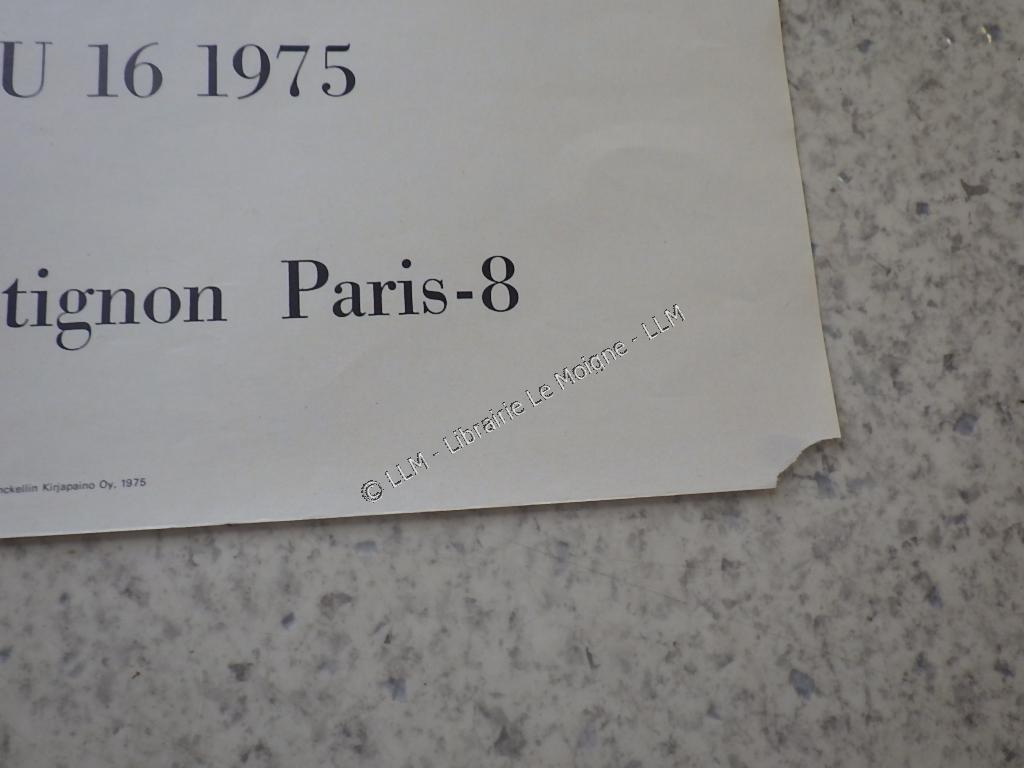 U 16 1975
tignon Paris-8
© LLM - Librairie Le Moigne - LLM
nckellin Kirjapaino Oy, 1975